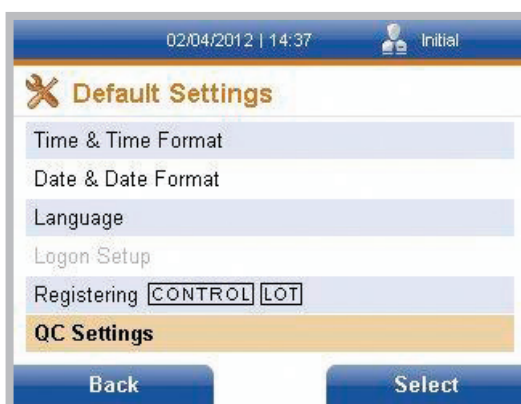 02/04/2012 | 14:37 Initial
Default Settings
Time & Time Format
Date & Date Format
Language
Logon Setup
Registering CONTROL LOT
QC Settings
Back Select